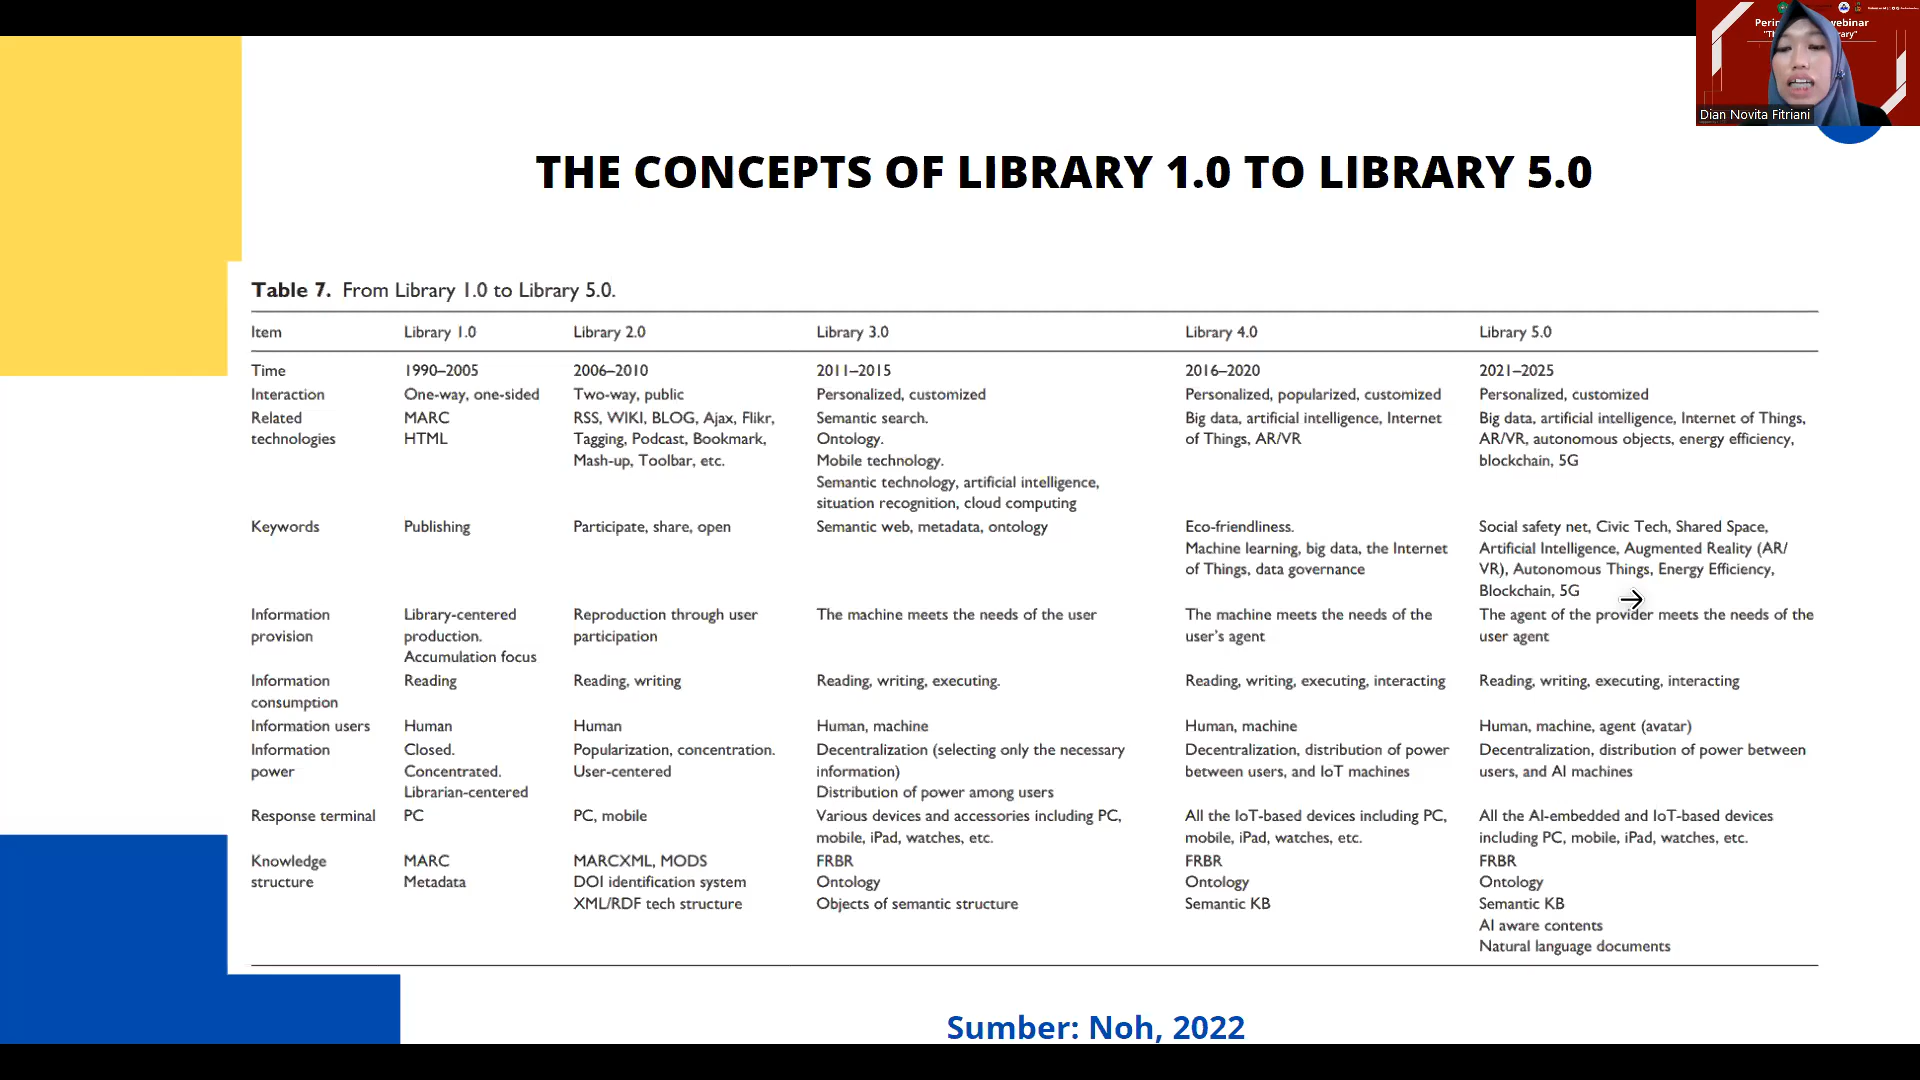 Perin
webinar
"Th
rary"
Dian Novita Fitriani
THE CONCEPTS OF LIBRARY 1.0 TO LIBRARY 5.0
Table 7. From Library 1.0 to Library 5.0.
Item Library 1.0 Library 2.0 Library 3.0 Library 4.0 Library 5.0
Time 1990–2005 2006–2010 2011–2015 2016–2020 2021–2025
Interaction One-way, one-sided Two-way, public Personalized, customized Personalized, popularized, customized Personalized, customized
Related MARC RSS, WIKI, BLOG, Ajax, Flikr, Semantic search. Big data, artificial intelligence, Internet Big data, artificial intelligence, Internet of Things,
technologies HTML Tagging, Podcast, Bookmark, Ontology. of Things, AR/VR AR/VR, autonomous objects, energy efficiency,
Mash-up, Toolbar, etc. Mobile technology. blockchain, 5G
Semantic technology, artificial intelligence,
situation recognition, cloud computing
Keywords Publishing Participate, share, open Semantic web, metadata, ontology Eco-friendliness. Social safety net, Civic Tech, Shared Space,
Machine learning, big data, the Internet Artificial Intelligence, Augmented Reality (AR/
of Things, data governance VR), Autonomous Things, Energy Efficiency,
Blockchain, 5G
Information Library-centered Reproduction through user The machine meets the needs of the user The machine meets the needs of the The agent of the provider meets the needs of the
provision production. participation user's agent user agent
Accumulation focus
Information Reading Reading, writing Reading, writing, executing. Reading, writing, executing, interacting Reading, writing, executing, interacting
consumption
Information users Human Human Human, machine Human, machine Human, machine, agent (avatar)
Information Closed. Popularization, concentration. Decentralization (selecting only the necessary Decentralization, distribution of power Decentralization, distribution of power between
power Concentrated. User-centered information) between users, and IoT machines users, and AI machines
Librarian-centered Distribution of power among users
Response terminal PC PC, mobile Various devices and accessories including PC, All the IoT-based devices including PC, All the AI-embedded and IoT-based devices
mobile, iPad, watches, etc. mobile, iPad, watches, etc. including PC, mobile, iPad, watches, etc.
Knowledge MARC MARCXML, MODS FRBR FRBR FRBR
structure Metadata DOI identification system Ontology Ontology Ontology
XML/RDF tech structure Objects of semantic structure Semantic KB Semantic KB
AI aware contents
Natural language documents
Sumber: Noh, 2022